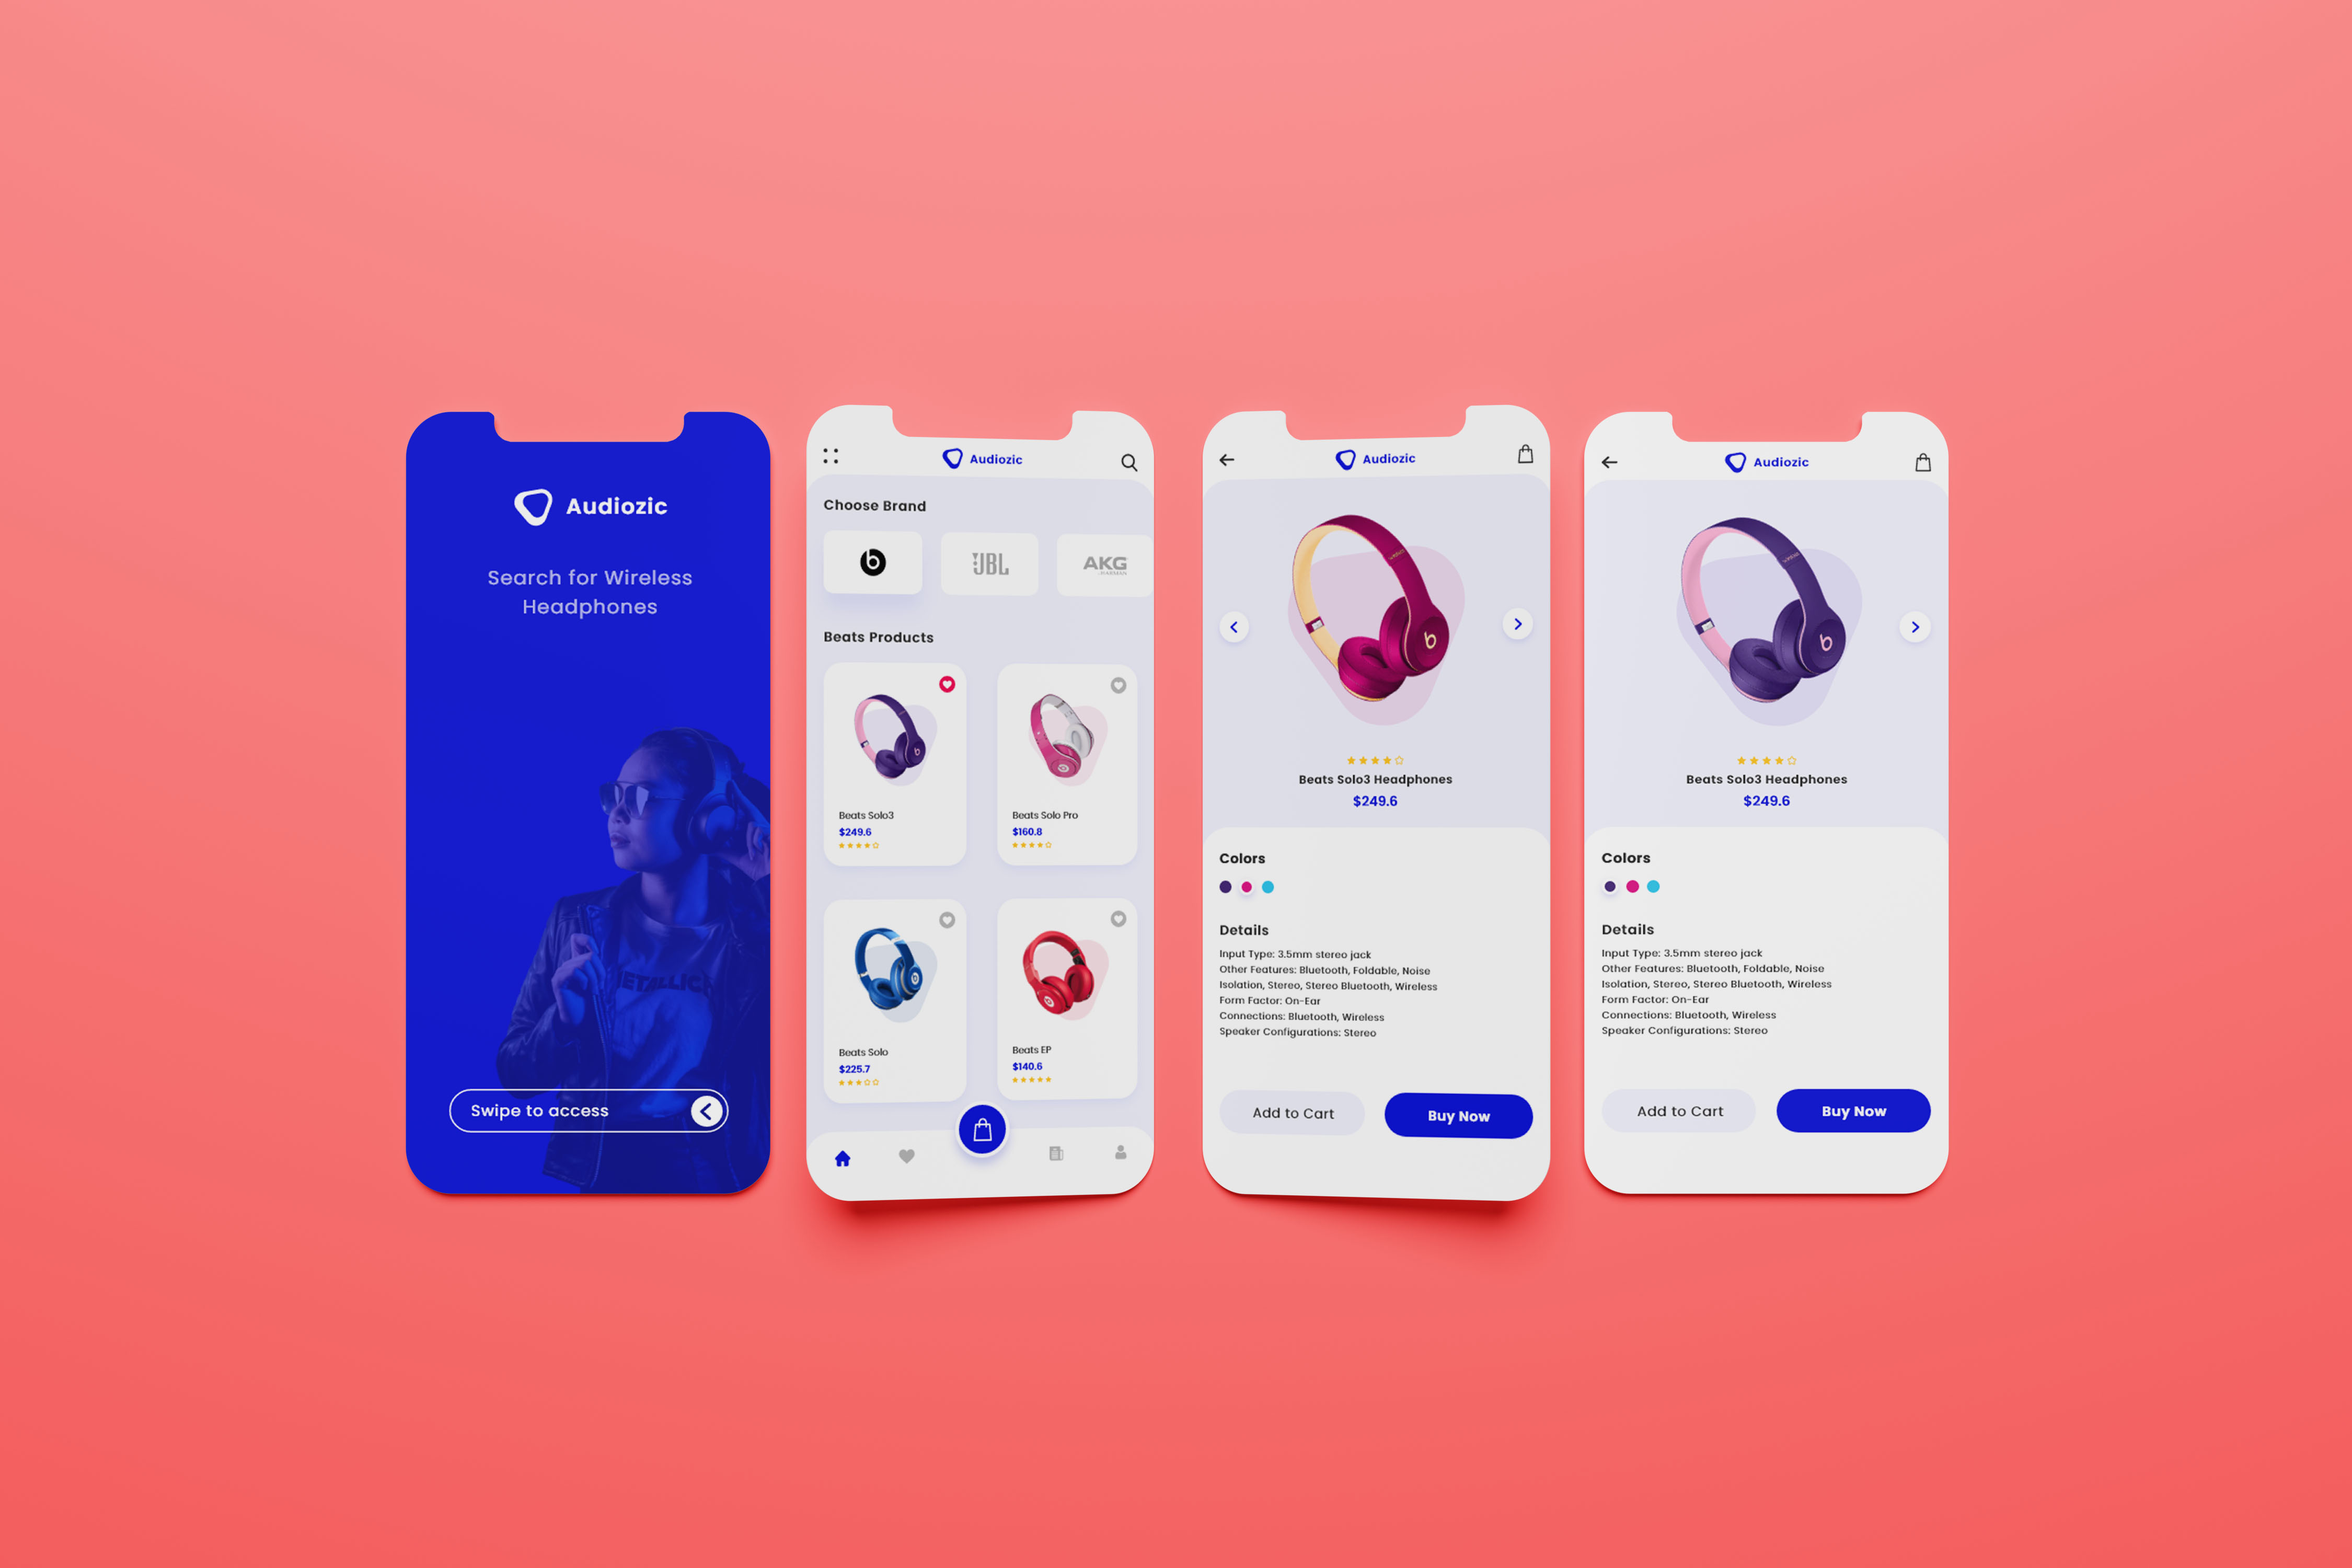 Audiozic
Search for Wireless
Headphones
Swipe to access
Audiozic
Choose Brand
b
JBL
AKG
Beats Products
Beats Solo3
$249.6
Beats Solo Pro
$160.8
Beats Solo
$225.7
Beats EP
$140.6
Audiozic
b
Beats Solo3 Headphones
$249.6
Colors
Details
Input Type: 3.5mm stereo jack
Other Features: Bluetooth, Foldable, Noise
Isolation, Stereo, Stereo Bluetooth, Wireless
Form Factor: On-Ear
Connections: Bluetooth, Wireless
Speaker Configurations: Stereo
Add to Cart
Buy Now
Audiozic
b
Beats Solo3 Headphones
$249.6
Colors
Details
Input Type: 3.5mm stereo jack
Other Features: Bluetooth, Foldable, Noise
Isolation, Stereo, Stereo Bluetooth, Wireless
Form Factor: On-Ear
Connections: Bluetooth, Wireless
Speaker Configurations: Stereo
Add to Cart
Buy Now